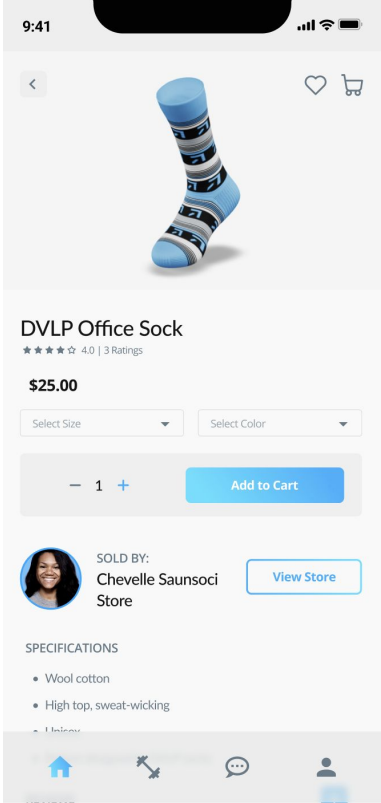 9:41
DVLP Office Sock
4.0 | 3 Ratings
$25.00
Select Size
Select Color
1
Add to Cart
SOLD BY:
Chevelle Saunsoci
Store
View Store
SPECIFICATIONS
• Wool cotton
• High top, sweat-wicking
• Unisex